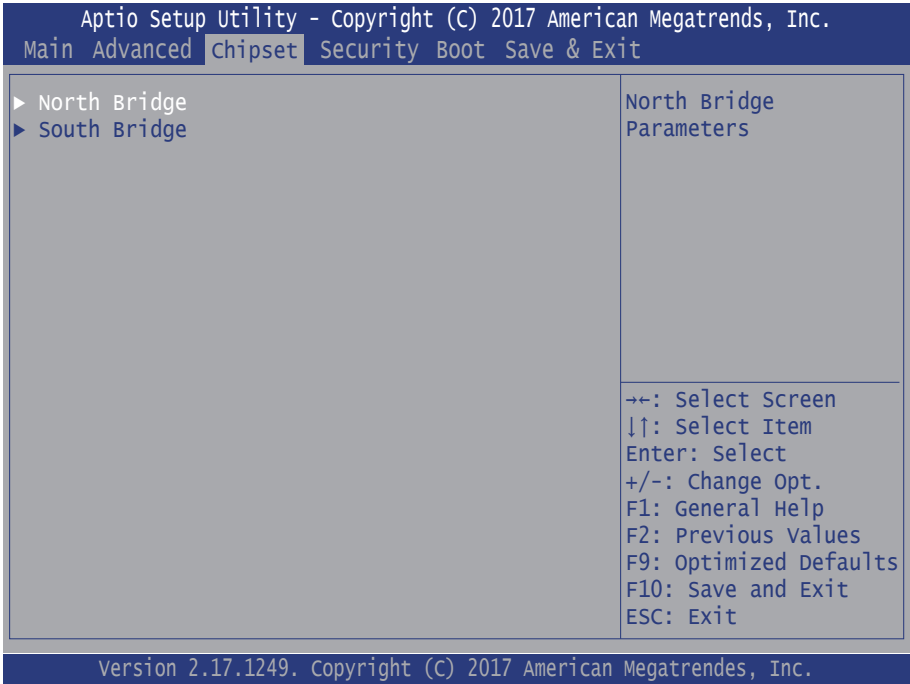 Aptio Setup Utility - Copyright (C) 2017 American Megatrends, Inc.
Main Advanced Chipset Security Boot Save & Exit
▶ North Bridge
▶ South Bridge
North Bridge
Parameters
→←: Select Screen
↓↑: Select Item
Enter: Select
+/-: Change Opt.
F1: General Help
F2: Previous Values
F9: Optimized Defaults
F10: Save and Exit
ESC: Exit
Version 2.17.1249. Copyright (C) 2017 American Megatrendes, Inc.